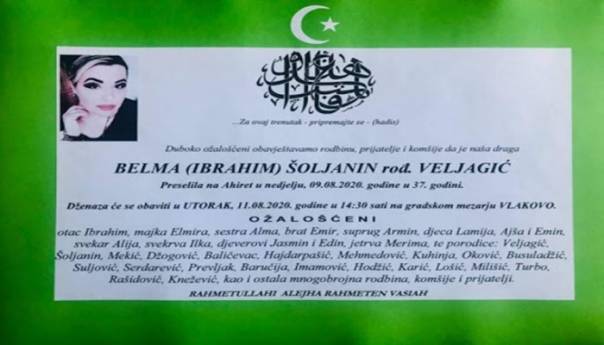 ...Za ovaj trenutak - pripremajte se - (hadis)
Duboko ožalošćeni obavještavamo rodbinu, prijatelje i komšije da je naša draga
BELMA (IBRAHIM) ŠOLJANIN rođ. VELJAGIĆ
Preselila na Ahiret u nedjelju, 09.08.2020. godine u 37. godini.
Dženaza će se obaviti u UTORAK, 11.08.2020. godine u 14:30 sati na gradskom mezarju VLAKOVO.
OŽALOŠĆENI
otac Ibrahim, majka Elmira, sestra Alma, brat Emir, suprug Armin, djeca Lamija, Ajša i Emin,
svekar Alija, svekrva Ilka, djeverovi Jasmin i Edin, jetrva Merima, te porodice: Veljagić,
Šoljanin, Mekić, Džogović, Balićevac, Hajdarpašić, Mehmedović, Kuhinja, Oković, Busuladžić,
Suljović, Serdarević, Prevljak, Baručija, Imamović, Hodžić, Karić, Lošić, Milišić, Turbo,
Rašidović, Knežević, kao i ostala mnogobrojna rodbina, komšije i prijatelji.
RAHMETULLAHI ALEJHA RAHMETEN VASIAH